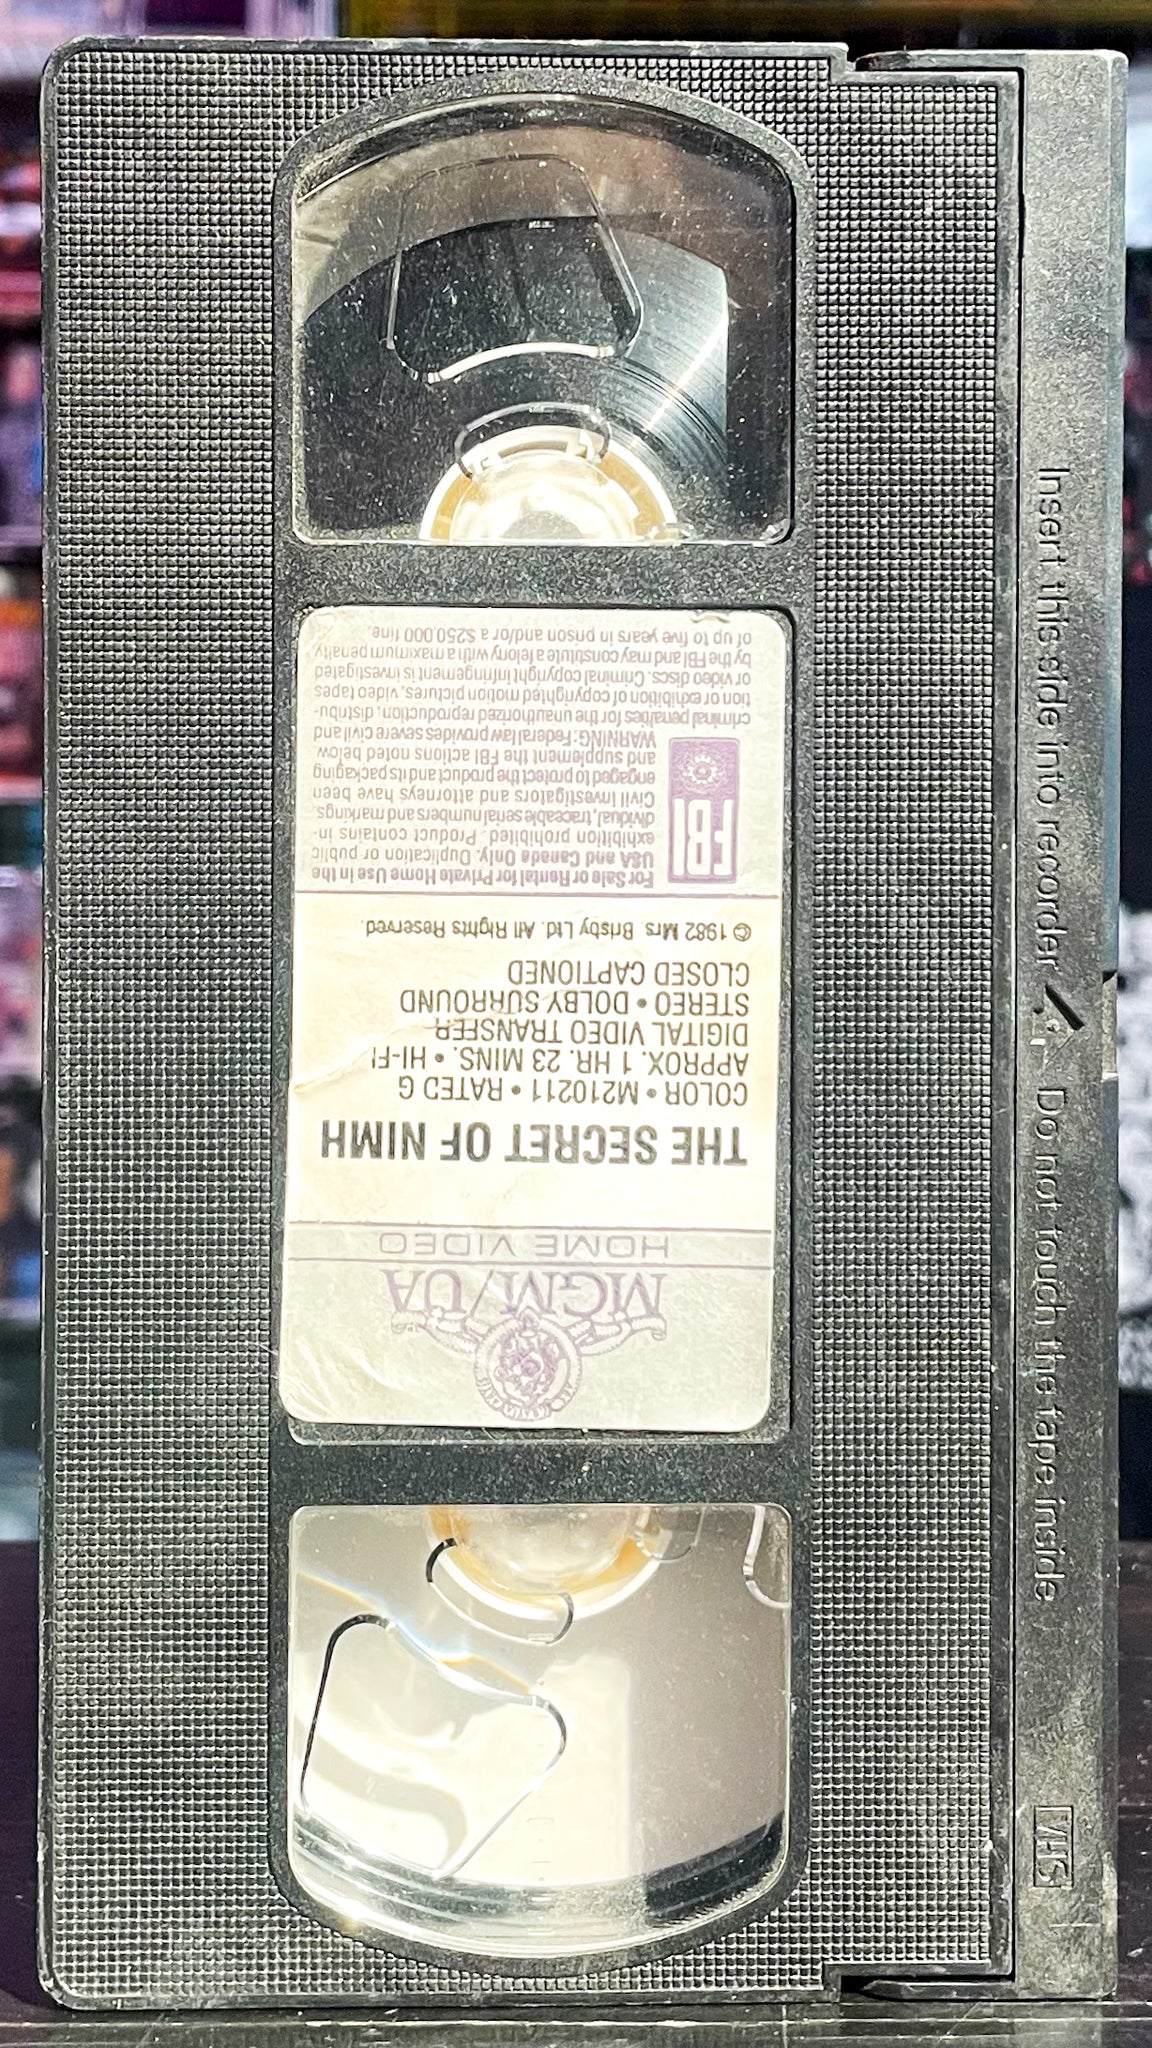 MGM/UA
HOME VIDEO
THE SECRET OF NIMH
COLOR • M210211 • RATED G
APPROX. 1 HR. 23 MINS. • HI-FI
DIGITAL VIDEO TRANSFER
STEREO • DOLBY SURROUND
CLOSED CAPTIONED
© 1982 Mrs. Brisby Ltd. All Rights Reserved.
FBI
For Sale or Rental for Private Home Use in the
USA and Canada Only. Duplication or public
exhibition prohibited. Product contains in-
dividual, traceable serial numbers and markings.
Civil Investigators and attorneys have been
engaged to protect the product and its packaging
and supplement the FBI actions noted below.
WARNING: Federal law provides severe civil and
criminal penalties for the unauthorized reproduction, distribu-
tion or exhibition of copyrighted motion pictures, video tapes
or video discs. Criminal copyright infringement is investigated
by the FBI and may constitute a felony with a maximum penalty
of up to five years in prison and/or a $250,000 fine.
Insert this side into recorder Do not touch the tape inside
VHS